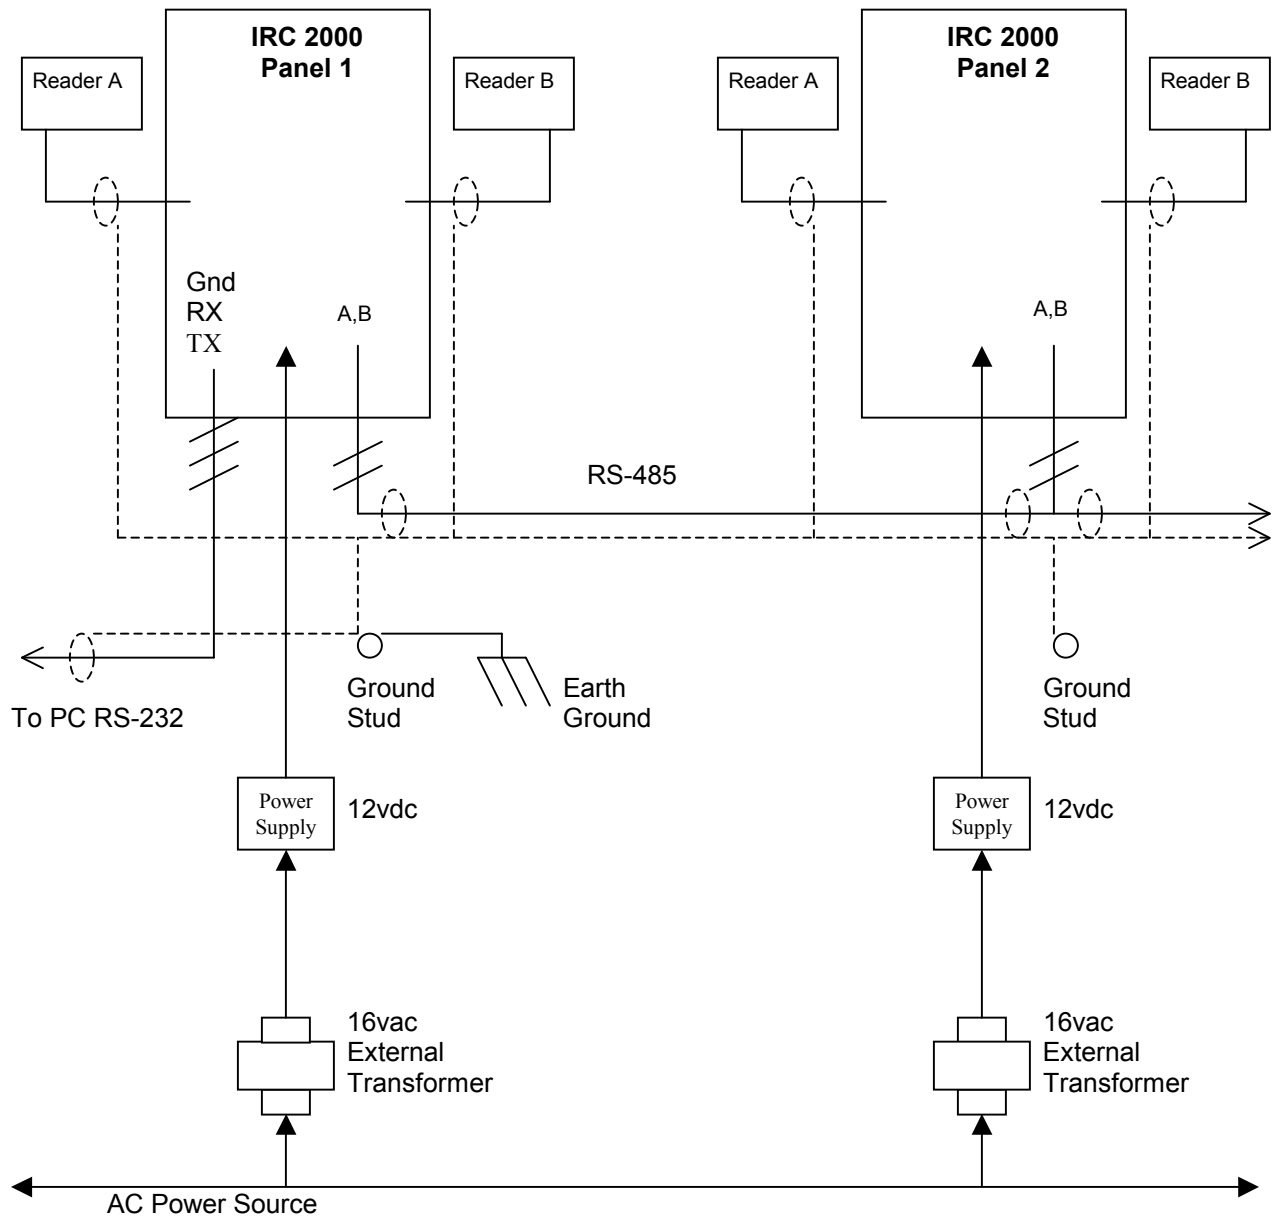 IRC 2000
Panel 1
IRC 2000
Panel 2
Reader A
Reader B
Reader A
Reader B
Gnd
RX
TX
A,B
A,B
RS-485
To PC RS-232
Ground
Stud
Earth
Ground
Ground
Stud
Power
Supply
12vdc
Power
Supply
12vdc
16vac
External
Transformer
16vac
External
Transformer
AC Power Source